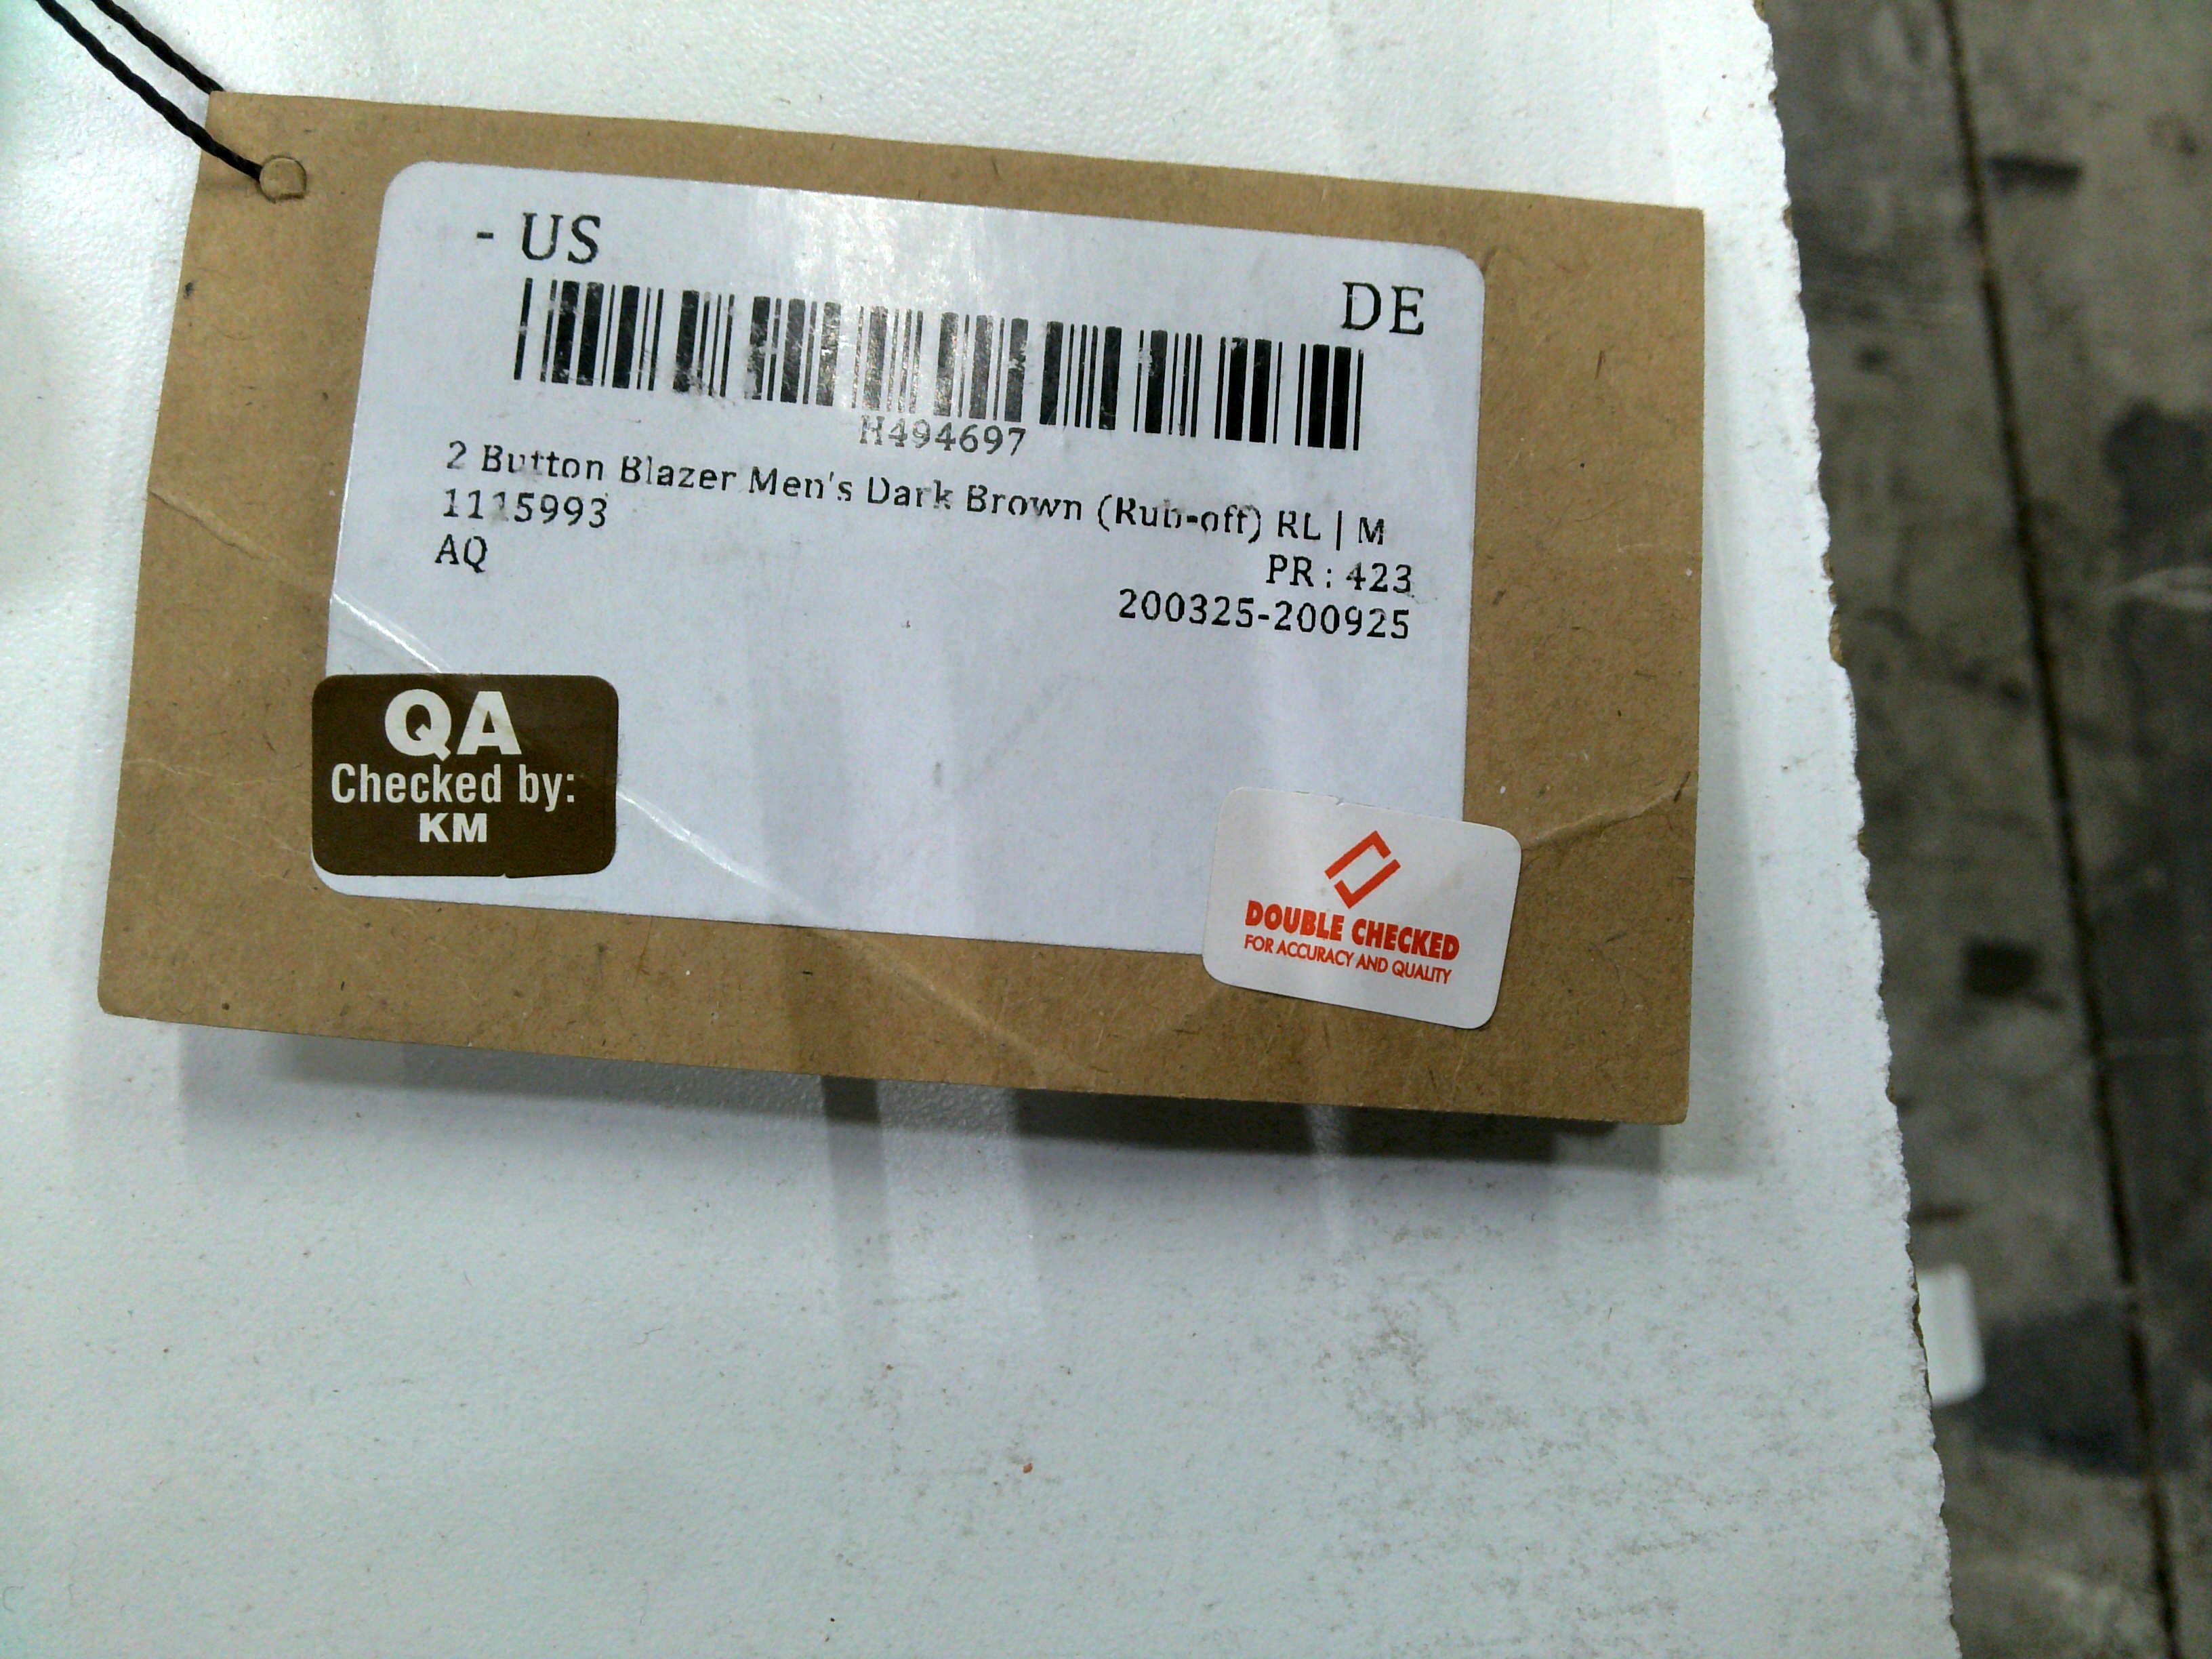 - US
DE
H494697
2 Button Blazer Men's Dark Brown (Rub-off) RL | M
1115993
AQ
PR : 423
200325-200925
QA
Checked by:
KM
DOUBLE CHECKED
FOR ACCURACY AND QUALITY